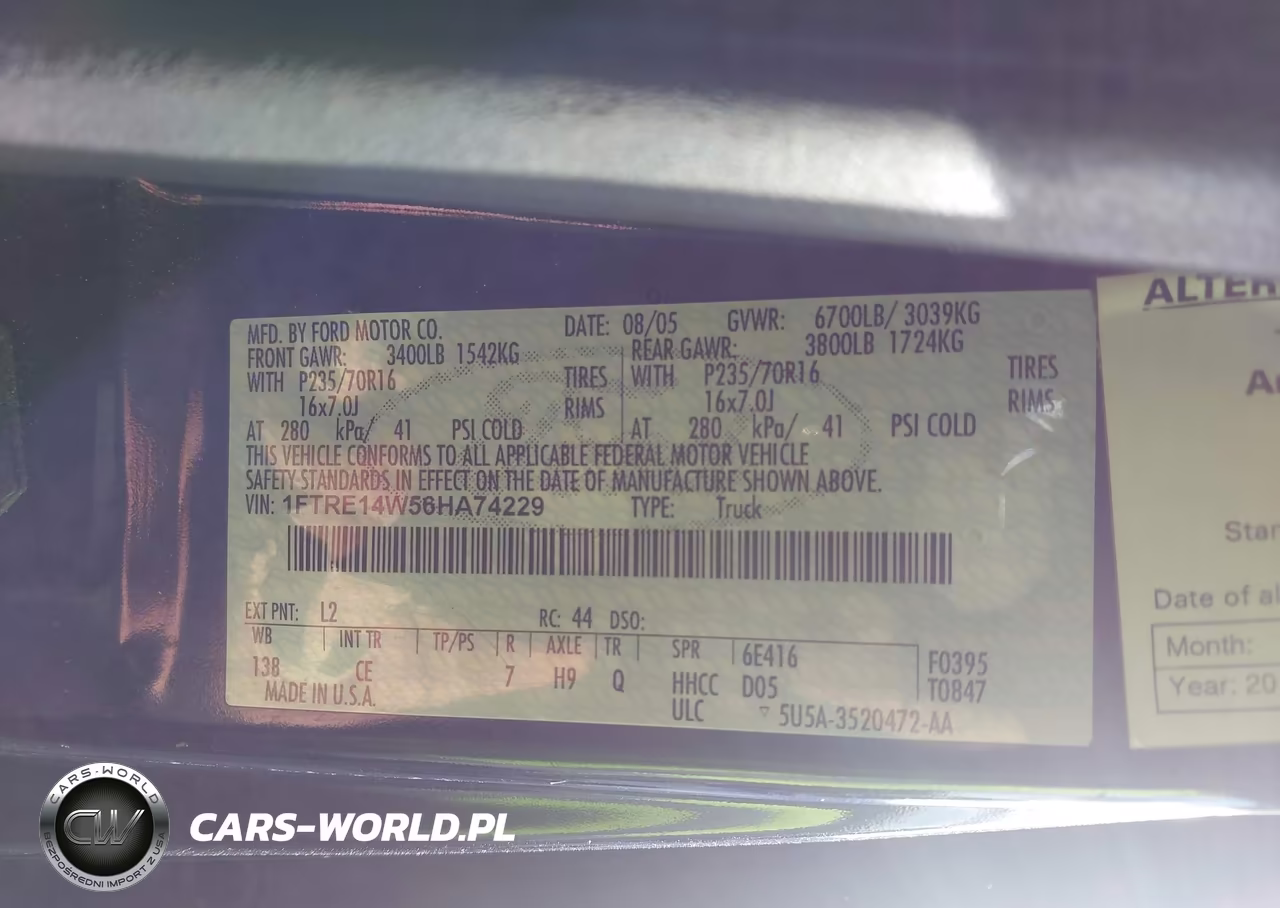 MFD. BY FORD MOTOR CO. DATE: 08/05 GVWR: 6700LB/ 3039KG
FRONT GAWR: 3400LB 1542KG REAR GAWR: 3800LB 1724KG
WITH P235/70R16 TIRES WITH P235/70R16 TIRES
16x7.0J RIMS 16x7.0J RIMS
AT 280 kPa/ 41 PSI COLD AT 280 kPa/ 41 PSI COLD
THIS VEHICLE CONFORMS TO ALL APPLICABLE FEDERAL MOTOR VEHICLE
SAFETY STANDARDS IN EFFECT ON THE DATE OF MANUFACTURE SHOWN ABOVE.
VIN: 1FTRE14W56HA74229 TYPE: Truck
EXT PNT: L2 RC: 44 DSO:
WB INT TR TP/PS R AXLE TR SPR 6E416 F0395
138 CE 7 H9 Q HHCC D05 T0847
MADE IN U.S.A. ULC 5U5A-3520472-AA
ALTER
Star
Date of al
Month:
Year: 20
CARS-WORLD
CW
BEZPOŚREDNI IMPORT Z USA
CARS-WORLD.PL